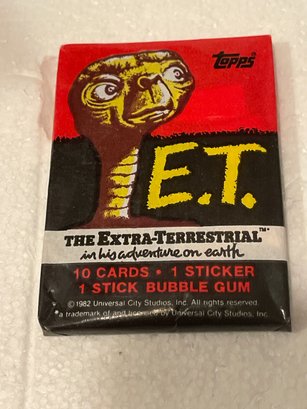 topps
E.T.
THE EXTRA-TERRESTRIAL™
in his adventure on earth
10 CARDS • 1 STICKER
1 STICK BUBBLE GUM
©1982 Universal City Studios, Inc. All rights reserved.
a trademark of and licensed by Universal City Studios, Inc.